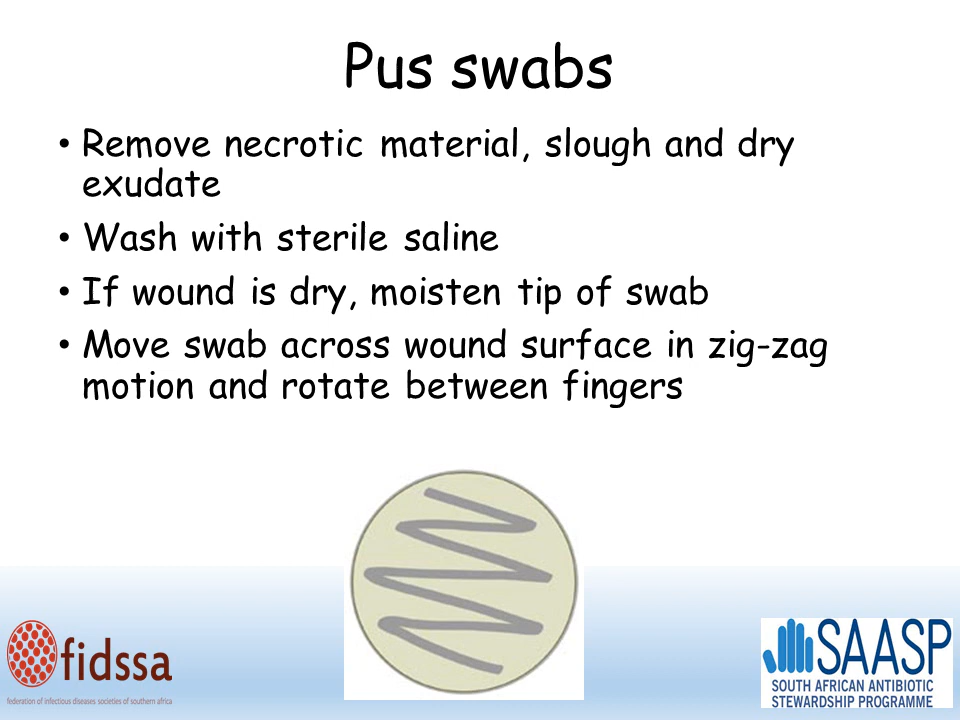 Pus swabs
• Remove necrotic material, slough and dry
exudate
• Wash with sterile saline
• If wound is dry, moisten tip of swab
• Move swab across wound surface in zig-zag
motion and rotate between fingers
fidssa
federation of infectious diseases societies of southern africa
SAASP
SOUTH AFRICAN ANTIBIOTIC
STEWARDSHIP PROGRAMME